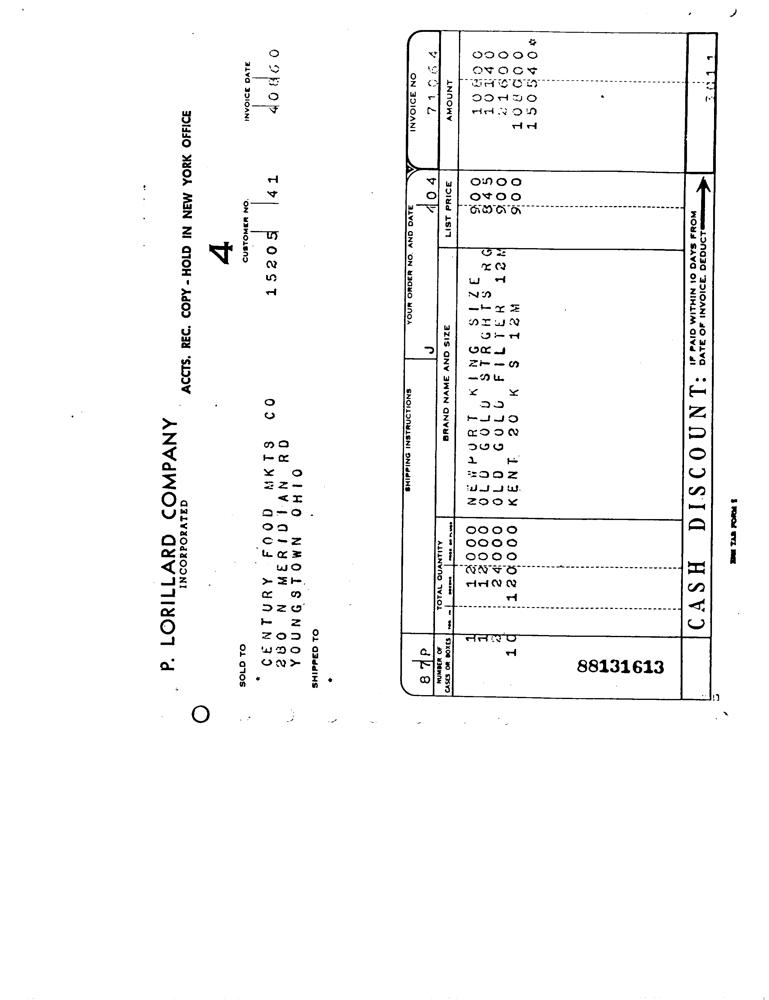 P. LORILLARD COMPANY
INCORPORATED
ACCTS. REC. COPY - HOLD IN NEW YORK OFFICE
4
SOLD TO
CUSTOMER NO.
INVOICE DATE
CENTURY FOOD MKTS CO
15205 41 40860
280 N MERIDIAN RD
YOUNGSTOWN OHIO
SHIPPED TO
SHIPPING INSTRUCTIONS
YOUR ORDER NO. AND DATE
INVOICE NO
87P J 404 71064
NUMBER OF CASES OR BOXES
TOTAL QUANTITY
BRAND NAME AND SIZE
LIST PRICE
AMOUNT
1 12000 NEWPORT KING SIZE 900 10800
1 12000 OLD GOLD STRGHTS RG 845 10140
2 24000 OLD GOLD FILTER 12M 900 21600
10 120000 KENT 20 K S 12M 900 108000
150540*
88131613
CASH DISCOUNT: IF PAID WITHIN 10 DAYS FROM
DATE OF INVOICE, DEDUCT 3011
IBM TAB FORM 1